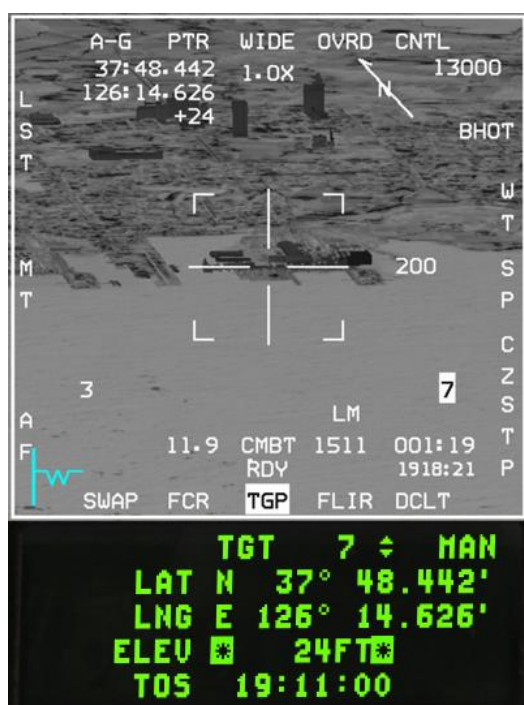 A-G PTR WIDE OVRD CNTL
37:48.442 1.0X 13000
126:14.626 N
+24
BHOT
L
S
T
W
T
M
T
200
S
P
C
Z
3 7
S
LM
A
F
T
P
11.9 CMBT 1511 001:19
RDY 1918:21
SWAP FCR TGP FLIR DCLT
TGT 7 MAN
LAT N 37° 48.442'
LNG E 126° 14.626'
ELEV * 24FT*
TOS 19:11:00